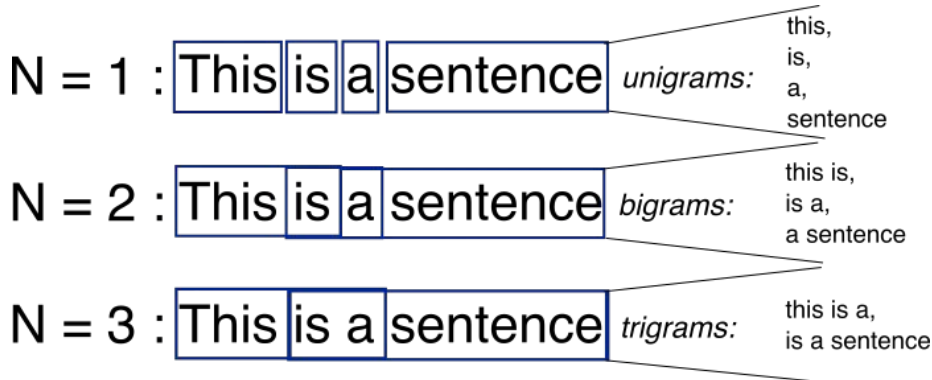 N = 1 : This is a sentence
unigrams:
this,
is,
a,
sentence
N = 2 : This is a sentence
bigrams:
this is,
is a,
a sentence
N = 3 : This is a sentence
trigrams:
this is a,
is a sentence